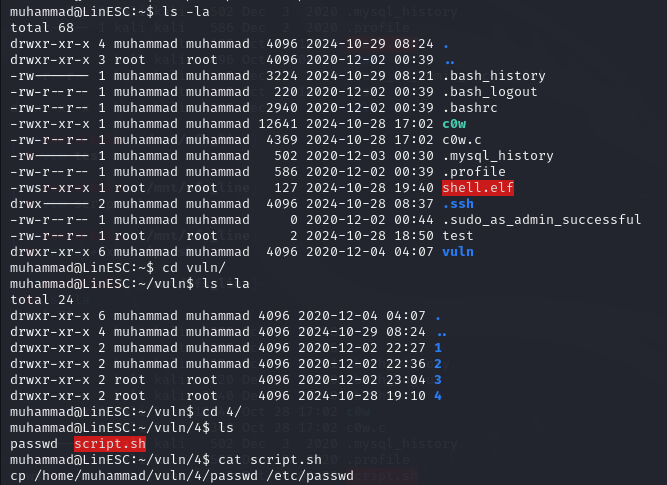 muhammad@LinESC:~$ ls -la
total 68
drwxr-xr-x 4 muhammad muhammad 4096 2024-10-29 08:24 .
drwxr-xr-x 3 root root 4096 2020-12-02 00:39 ..
-rw------- 1 muhammad muhammad 3224 2024-10-29 08:21 .bash_history
-rw-r--r-- 1 muhammad muhammad 220 2020-12-02 00:39 .bash_logout
-rw-r--r-- 1 muhammad muhammad 2940 2020-12-02 00:39 .bashrc
-rwxr-xr-x 1 muhammad muhammad 12641 2024-10-28 17:02 c0w
-rw-r--r-- 1 muhammad muhammad 4369 2024-10-28 17:02 c0w.c
-rw------- 1 muhammad muhammad 502 2020-12-03 00:30 .mysql_history
-rw-r--r-- 1 muhammad muhammad 586 2020-12-02 00:39 .profile
-rwsr-xr-x 1 root root 127 2024-10-28 19:40 shell.elf
drwx------ 2 muhammad muhammad 4096 2024-10-28 08:37 .ssh
-rw-r--r-- 1 muhammad muhammad 0 2020-12-02 00:44 .sudo_as_admin_successful
-rw-r--r-- 1 root root 2 2024-10-28 18:50 test
drwxr-xr-x 6 muhammad muhammad 4096 2020-12-04 04:07 vuln
muhammad@LinESC:~$ cd vuln/
muhammad@LinESC:~/vuln$ ls -la
total 24
drwxr-xr-x 6 muhammad muhammad 4096 2020-12-04 04:07 .
drwxr-xr-x 4 muhammad muhammad 4096 2024-10-29 08:24 ..
drwxr-xr-x 2 muhammad muhammad 4096 2020-12-02 22:27 1
drwxr-xr-x 2 muhammad muhammad 4096 2020-12-02 22:36 2
drwxr-xr-x 2 root root 4096 2020-12-02 23:04 3
drwxr-xr-x 2 root root 4096 2024-10-28 19:10 4
muhammad@LinESC:~/vuln$ cd 4/
muhammad@LinESC:~/vuln/4$ ls
passwd script.sh
muhammad@LinESC:~/vuln/4$ cat script.sh
cp /home/muhammad/vuln/4/passwd /etc/passwd